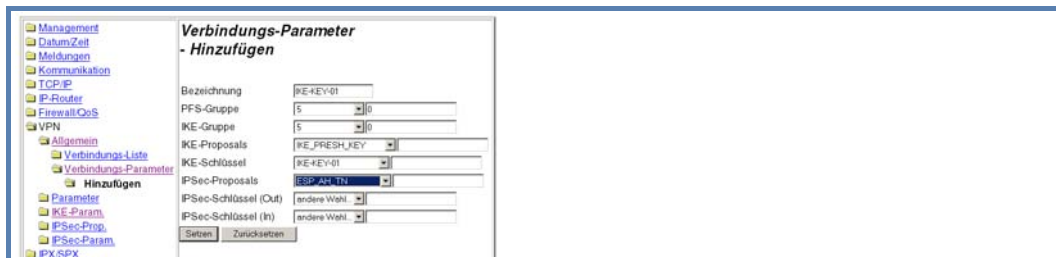 Management
Datum/Zeit
Meldungen
Kommunikation
TCP/IP
IP-Router
Firewall/QoS
VPN
Allgemein
Verbindungs-Liste
Verbindungs-Parameter
Hinzufügen
Parameter
IKE-Param.
IPSec-Prop.
IPSec-Param.
IPX/SPX
Verbindungs-Parameter
- Hinzufügen
Bezeichnung IKE-KEY-01
PFS-Gruppe 5 0
IKE-Gruppe 5 0
IKE-Proposals IKE_PRESH_KEY
IKE-Schlüssel IKE-KEY-01
IPSec-Proposals ESP_AH_TN
IPSec-Schlüssel (Out) andere Wahl..
IPSec-Schlüssel (In) andere Wahl..
Setzen Zurücksetzen